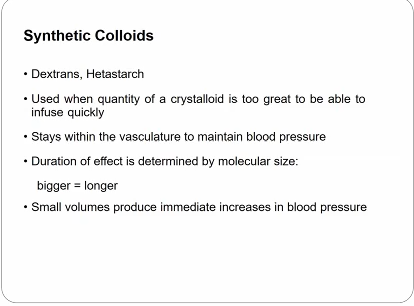 Synthetic Colloids
• Dextrans, Hetastarch
• Used when quantity of a crystalloid is too great to be able to
infuse quickly
• Stays within the vasculature to maintain blood pressure
• Duration of effect is determined by molecular size:
bigger = longer
• Small volumes produce immediate increases in blood pressure